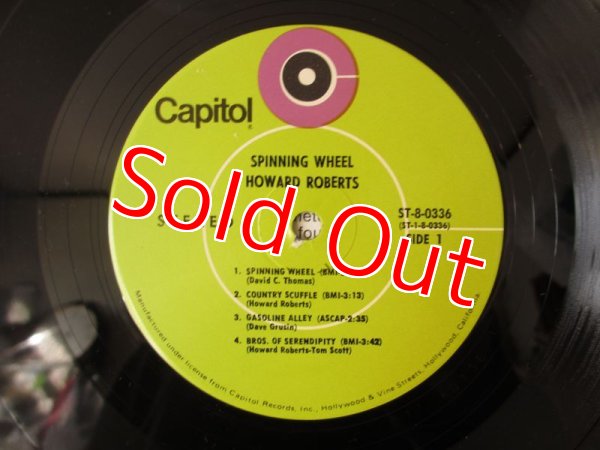 Capitol
®
SPINNING WHEEL
HOWARD ROBERTS
ST-8-0336
(ST-1-8-0336)
SIDE 1
Sold Out
1. SPINNING WHEEL (BMI-
(David C. Thomas)
2. COUNTRY SCUFFLE (BMI-3:13)
(Howard Roberts)
3. GASOLINE ALLEY (ASCAP-2:35)
(Dave Grusin)
4. BROS. OF SERENDIPITY (BMI-3:42)
(Howard Roberts-Tom Scott)
Manufactured under license from Capitol Records, Inc., Hollywood & Vine Streets, Hollywood, California.